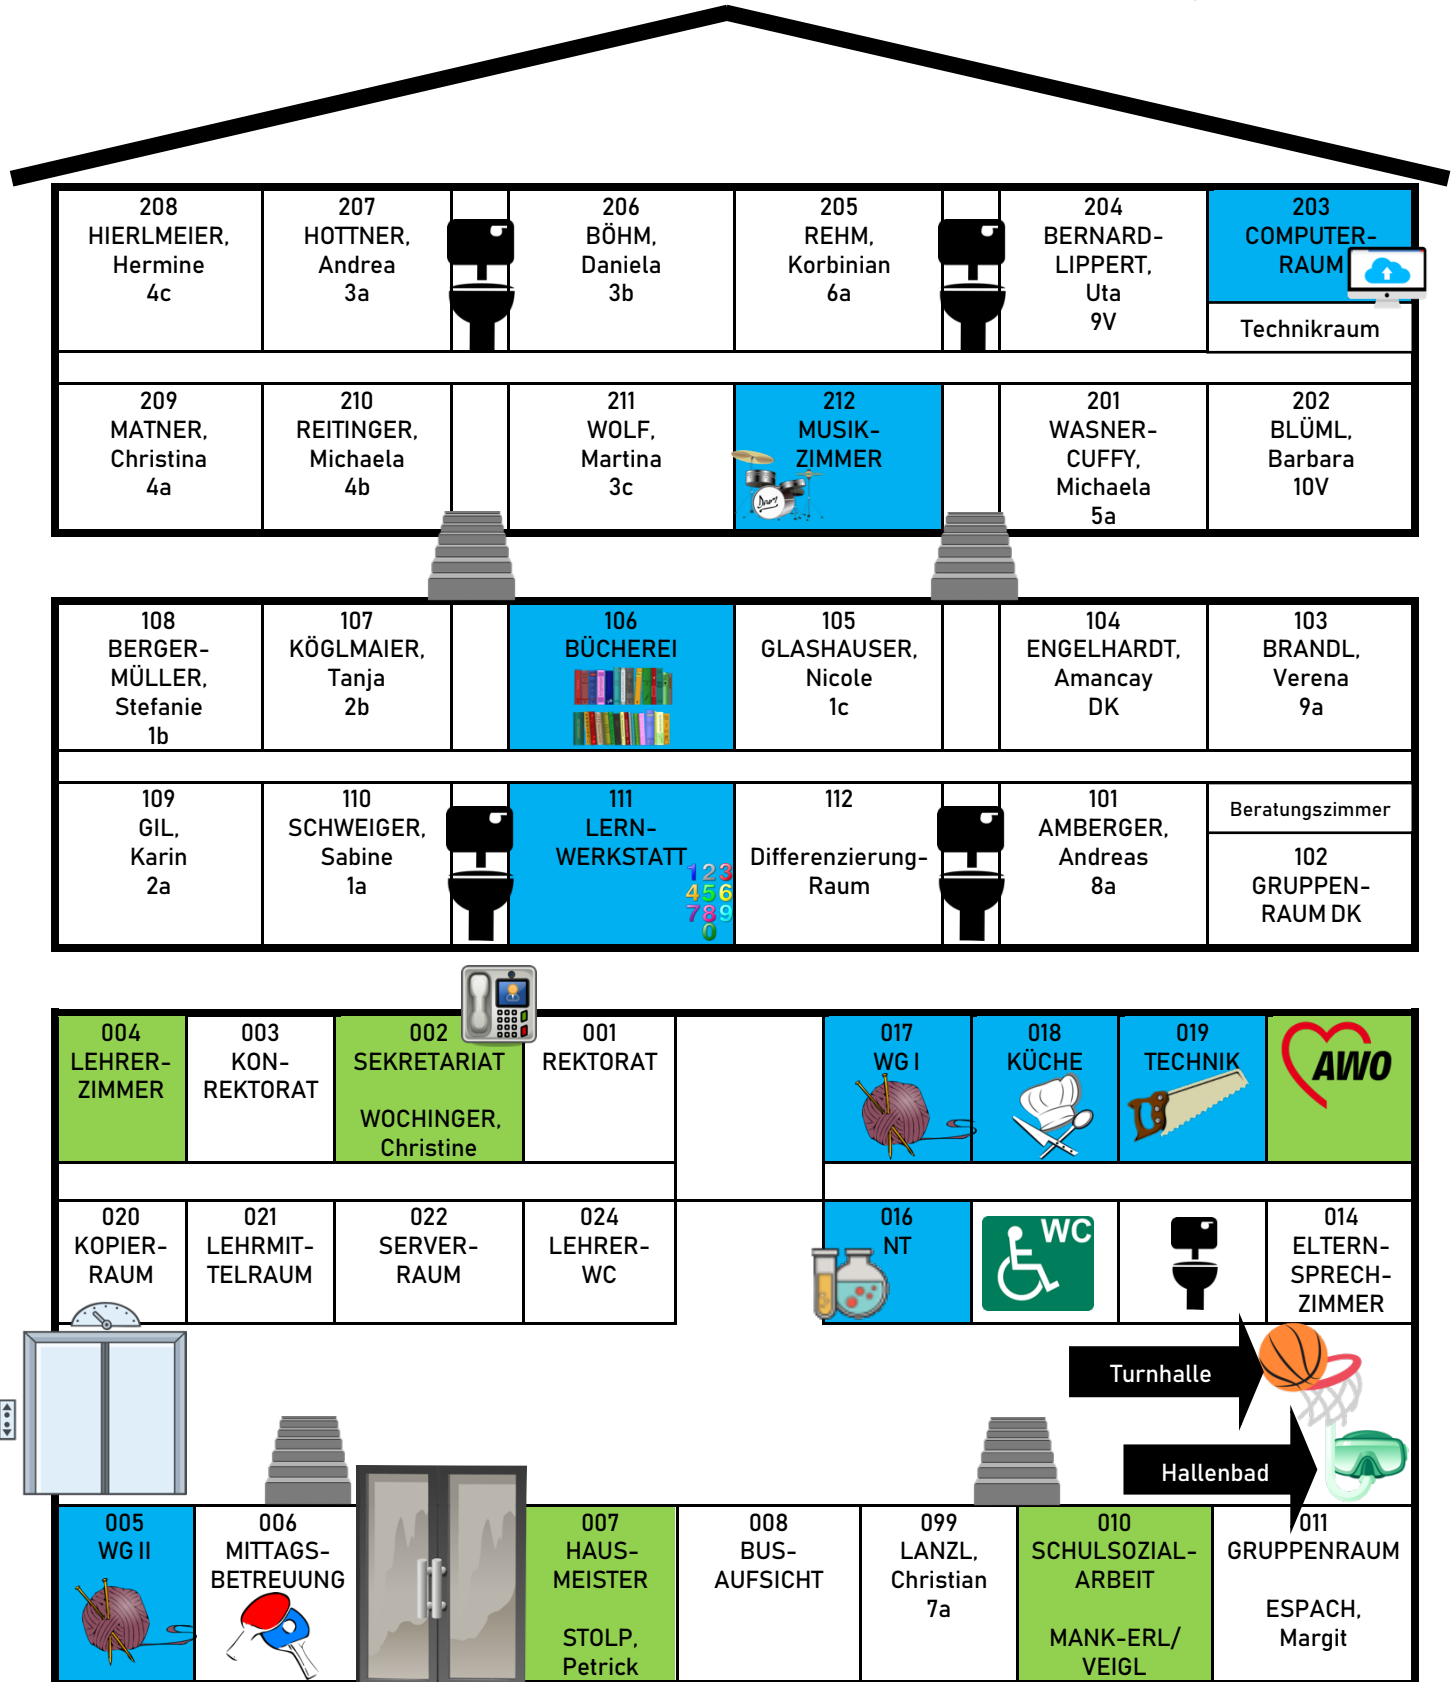 208
HIERLMEIER,
Hermine
4c
207
HOTTNER,
Andrea
3a
206
BÖHM,
Daniela
3b
205
REHM,
Korbinian
6a
204
BERNARD-
LIPPERT,
Uta
9V
203
COMPUTER-
RAUM
Technikraum
209
MATNER,
Christina
4a
210
REITINGER,
Michaela
4b
211
WOLF,
Martina
3c
212
MUSIK-
ZIMMER
201
WASNER-
CUFFY,
Michaela
5a
202
BLÜML,
Barbara
10V
108
BERGER-
MÜLLER,
Stefanie
1b
107
KÖGLMAIER,
Tanja
2b
106
BÜCHEREI
105
GLASHAUSER,
Nicole
1c
104
ENGELHARDT,
Amancay
DK
103
BRANDL,
Verena
9a
109
GIL,
Karin
2a
110
SCHWEIGER,
Sabine
1a
111
LERN-
WERKSTATT
123
456
789
0
112
Differenzierung-
Raum
101
AMBERGER,
Andreas
8a
Beratungszimmer
102
GRUPPEN-
RAUM DK
004
LEHRER-
ZIMMER
003
KON-
REKTORAT
002
SEKRETARIAT
WOCHINGER,
Christine
001
REKTORAT
017
WG I
018
KÜCHE
019
TECHNIK
AWO
020
KOPIER-
RAUM
021
LEHRMIT-
TELRAUM
022
SERVER-
RAUM
024
LEHRER-
WC
016
NT
WC
014
ELTERN-
SPRECH-
ZIMMER
Turnhalle
Hallenbad
005
WG II
006
MITTAGS-
BETREUUNG
007
HAUS-
MEISTER
STOLP,
Petrick
008
BUS-
AUFSICHT
099
LANZL,
Christian
7a
010
SCHULSOZIAL-
ARBEIT
MANK-ERL/
VEIGL
011
GRUPPENRAUM
ESPACH,
Margit